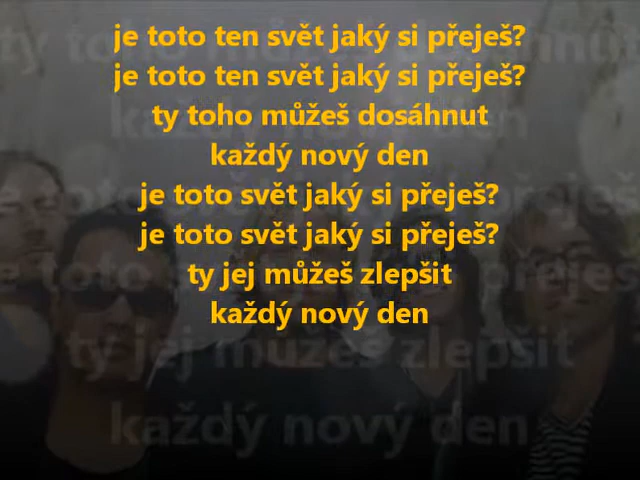 je toto ten svět jaký si přeješ?
je toto ten svět jaký si přeješ?
ty toho můžeš dosáhnut
každý nový den
je toto svět jaký si přeješ?
je toto svět jaký si přeješ?
ty jej můžeš zlepšit
každý nový den